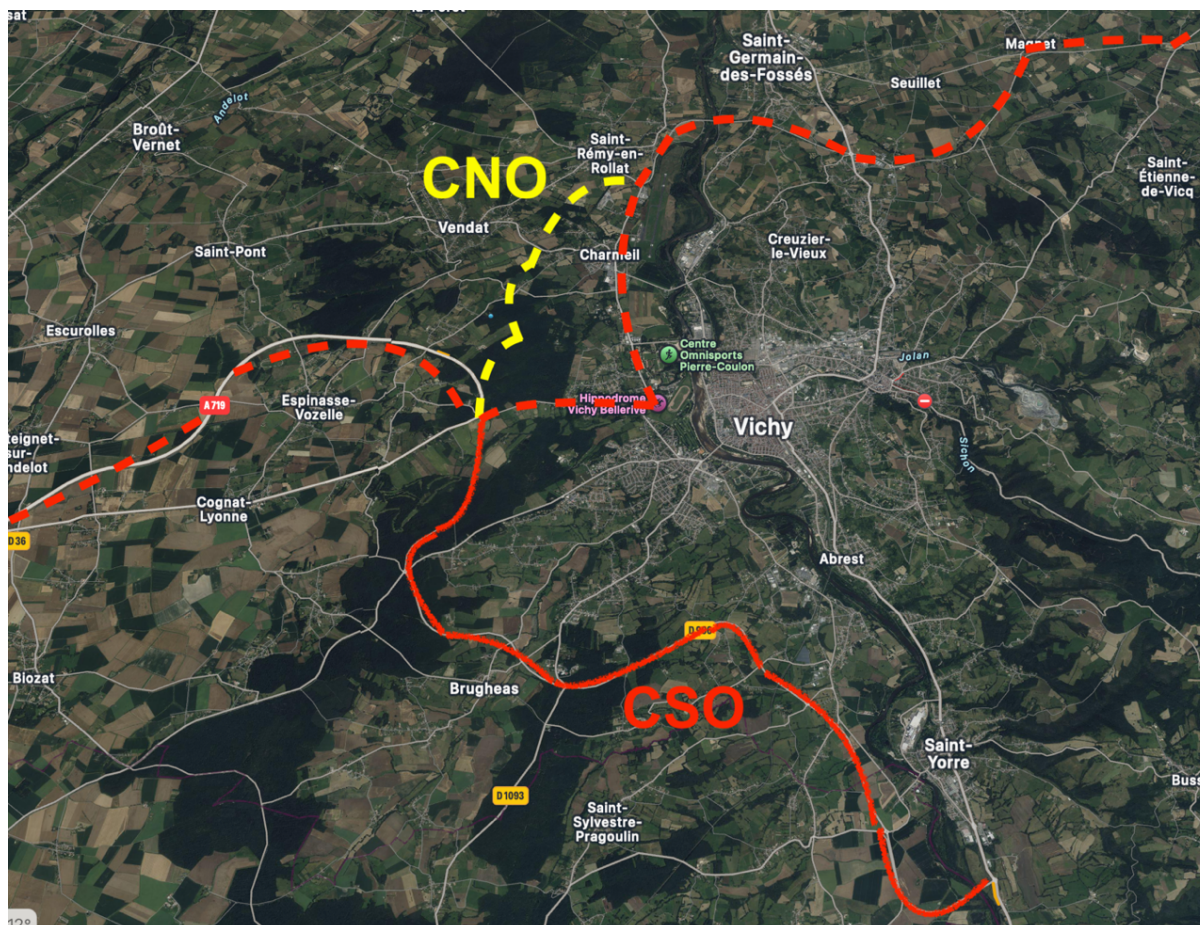 Saint-
Germain-
des-Fossés
Magnet
Seuillet
Andelot
Broût-
Vernet
Saint-
Rémy-en-
Rollat
CNO
Saint-
Étienne-
de-Vicq
Vendat
Creuzier-
le-Vieux
Saint-Pont
Charmeil
Escurolles
Centre
Omnisports
Pierre-Coulon
Jolan
A719
Espinasse-
Vozelle
Hippodrome
Vichy Bellerive
Vichy
Sichon
Cognat-
Lyonne
D 36
Abrest
Biozat
Brugheas
CSO
Saint-
Yorre
D 1093
Saint-
Sylvestre-
Pragoulin